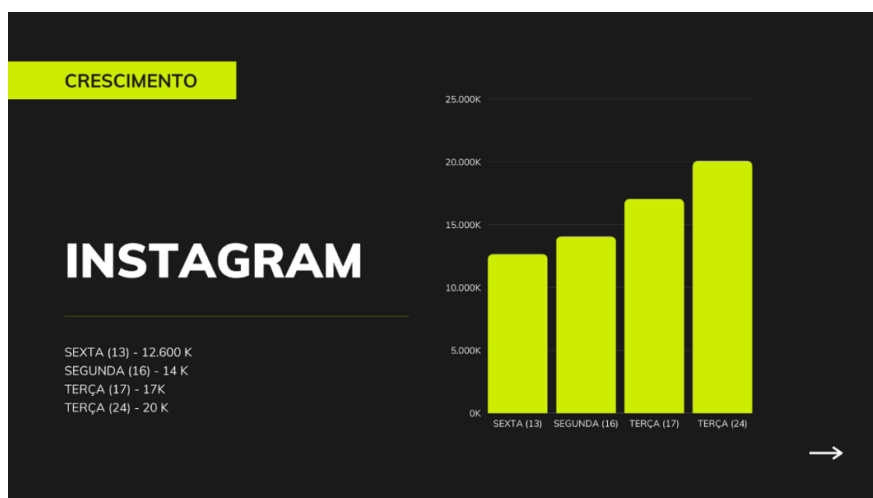 CRESCIMENTO
INSTAGRAM
SEXTA (13) - 12.600 K
SEGUNDA (16) - 14 K
TERÇA (17) - 17K
TERÇA (24) - 20 K
25.000K
20.000K
15.000K
10.000K
5.000K
0K
SEXTA (13) SEGUNDA (16) TERÇA (17) TERÇA (24)